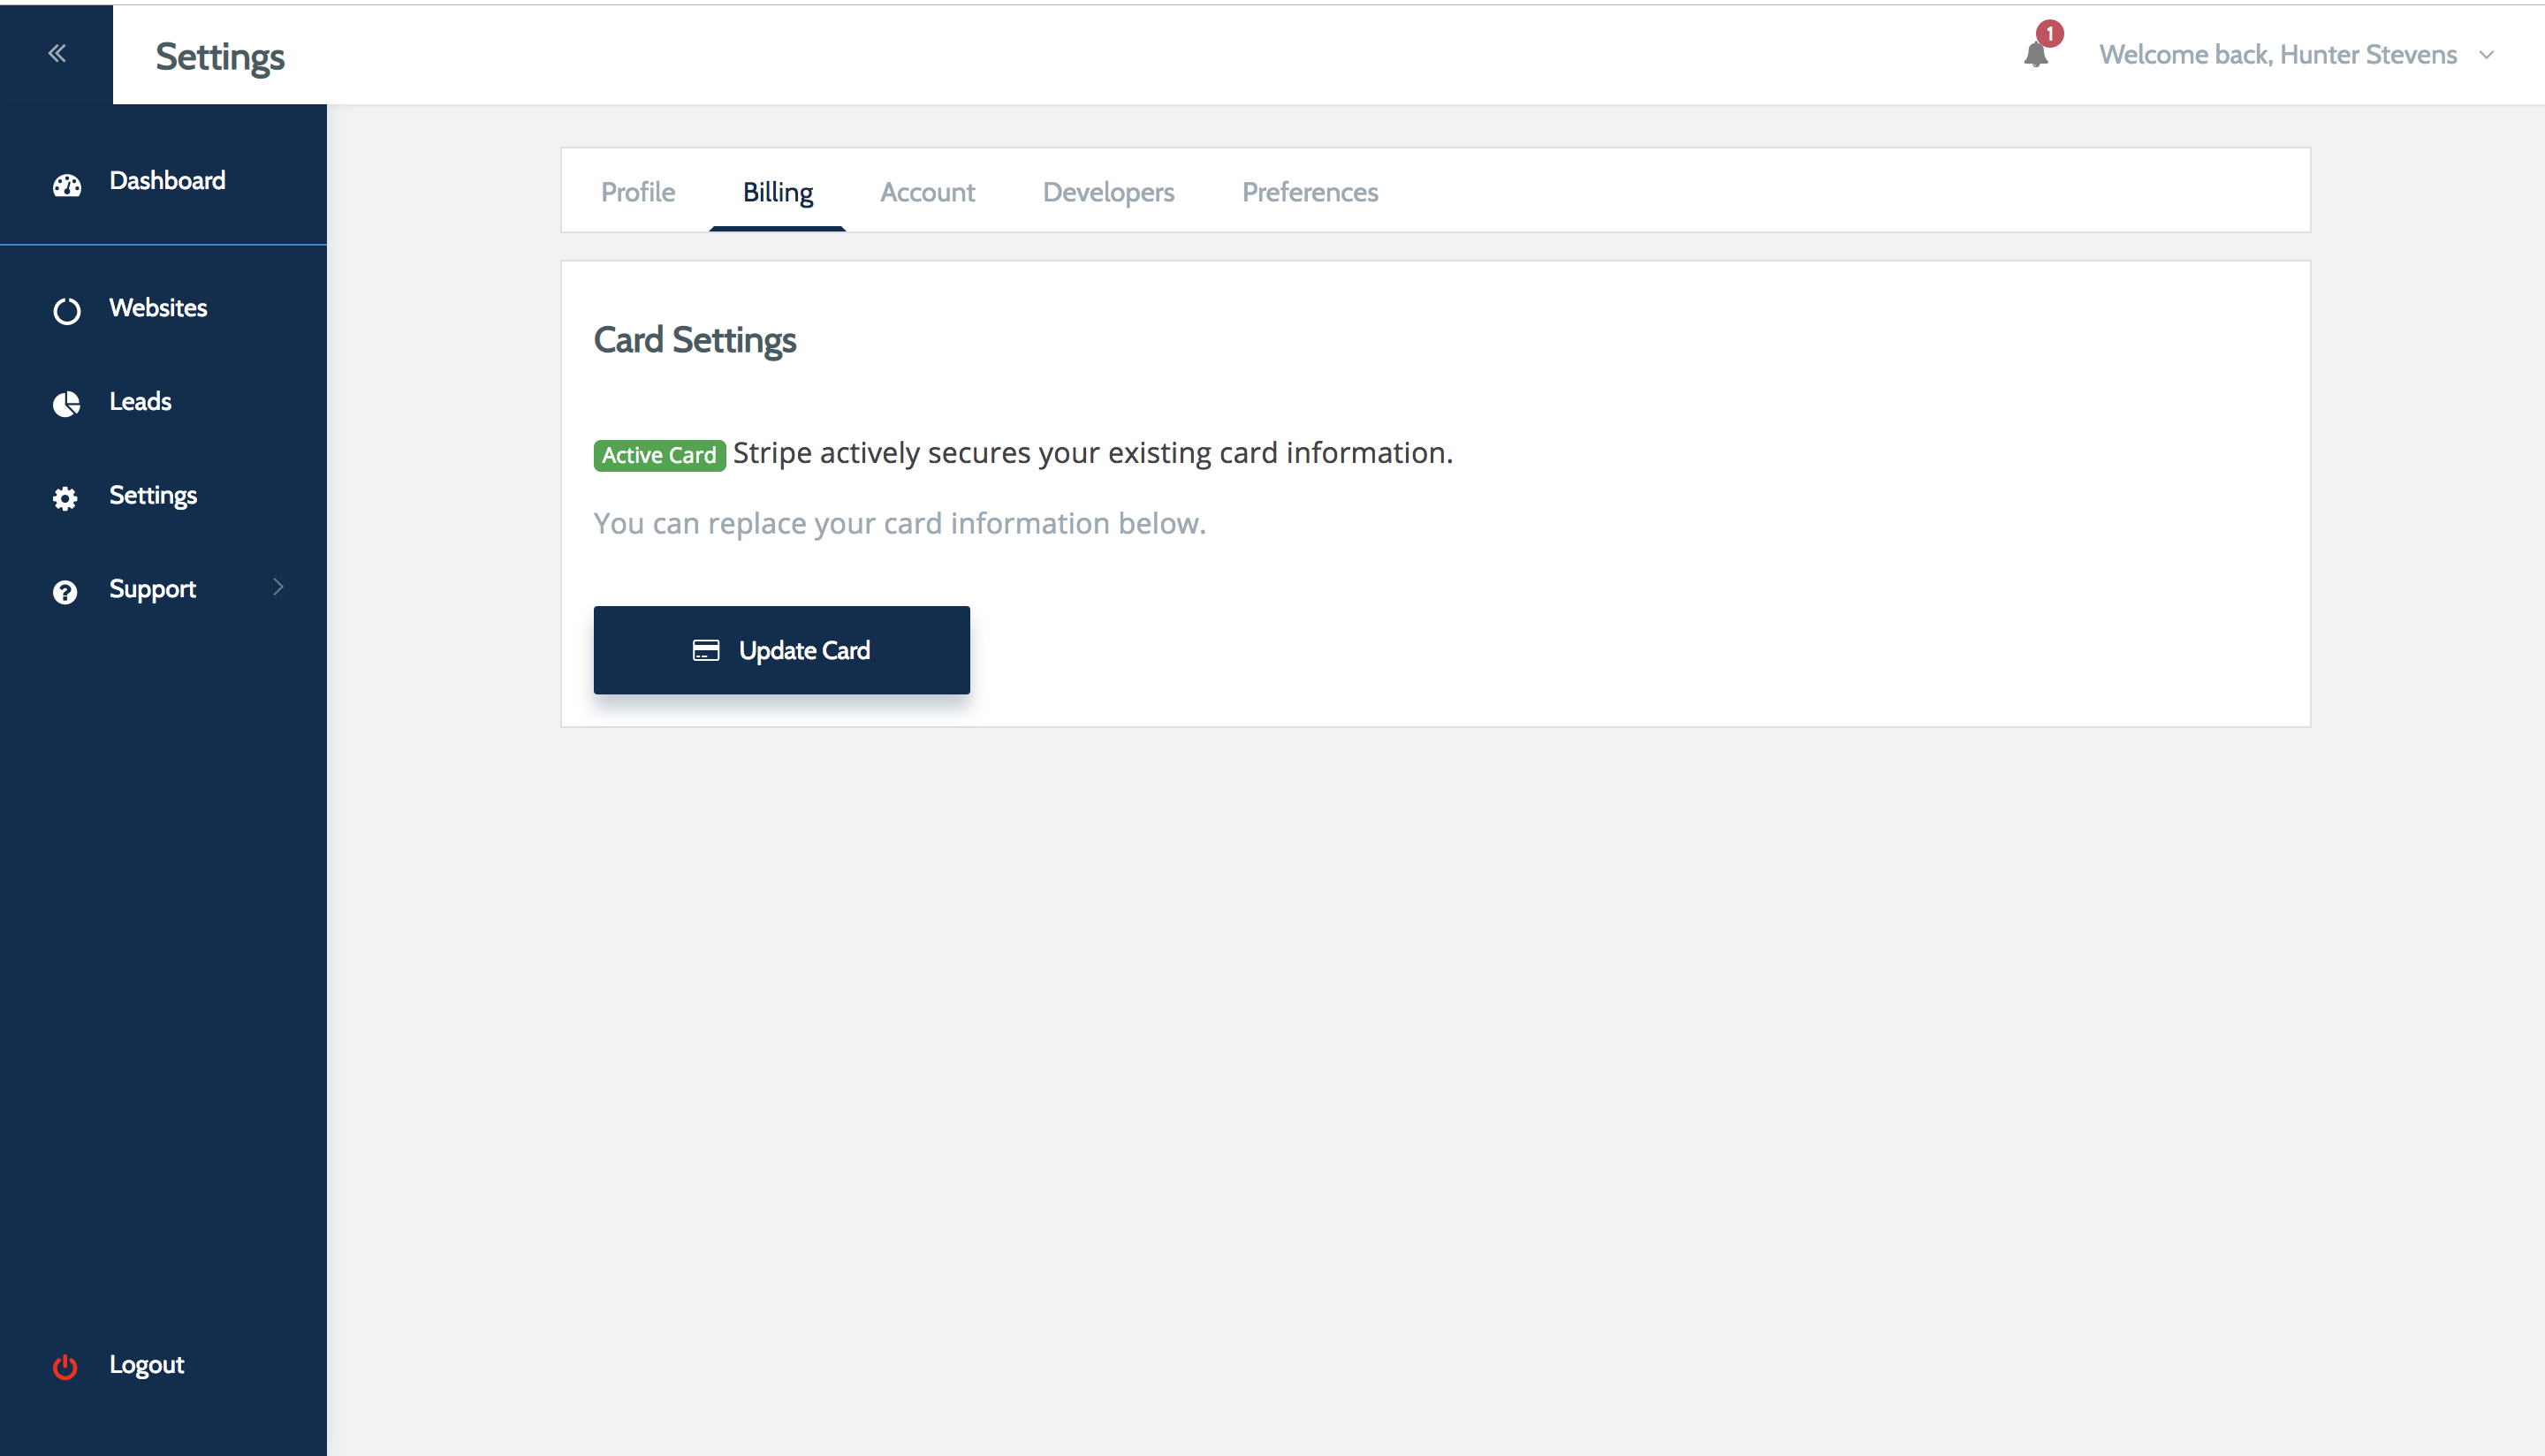 Settings
1
Welcome back, Hunter Stevens
Dashboard
Websites
Leads
Settings
Support
Logout
Profile Billing Account Developers Preferences
Card Settings
Active Card Stripe actively secures your existing card information.
You can replace your card information below.
Update Card